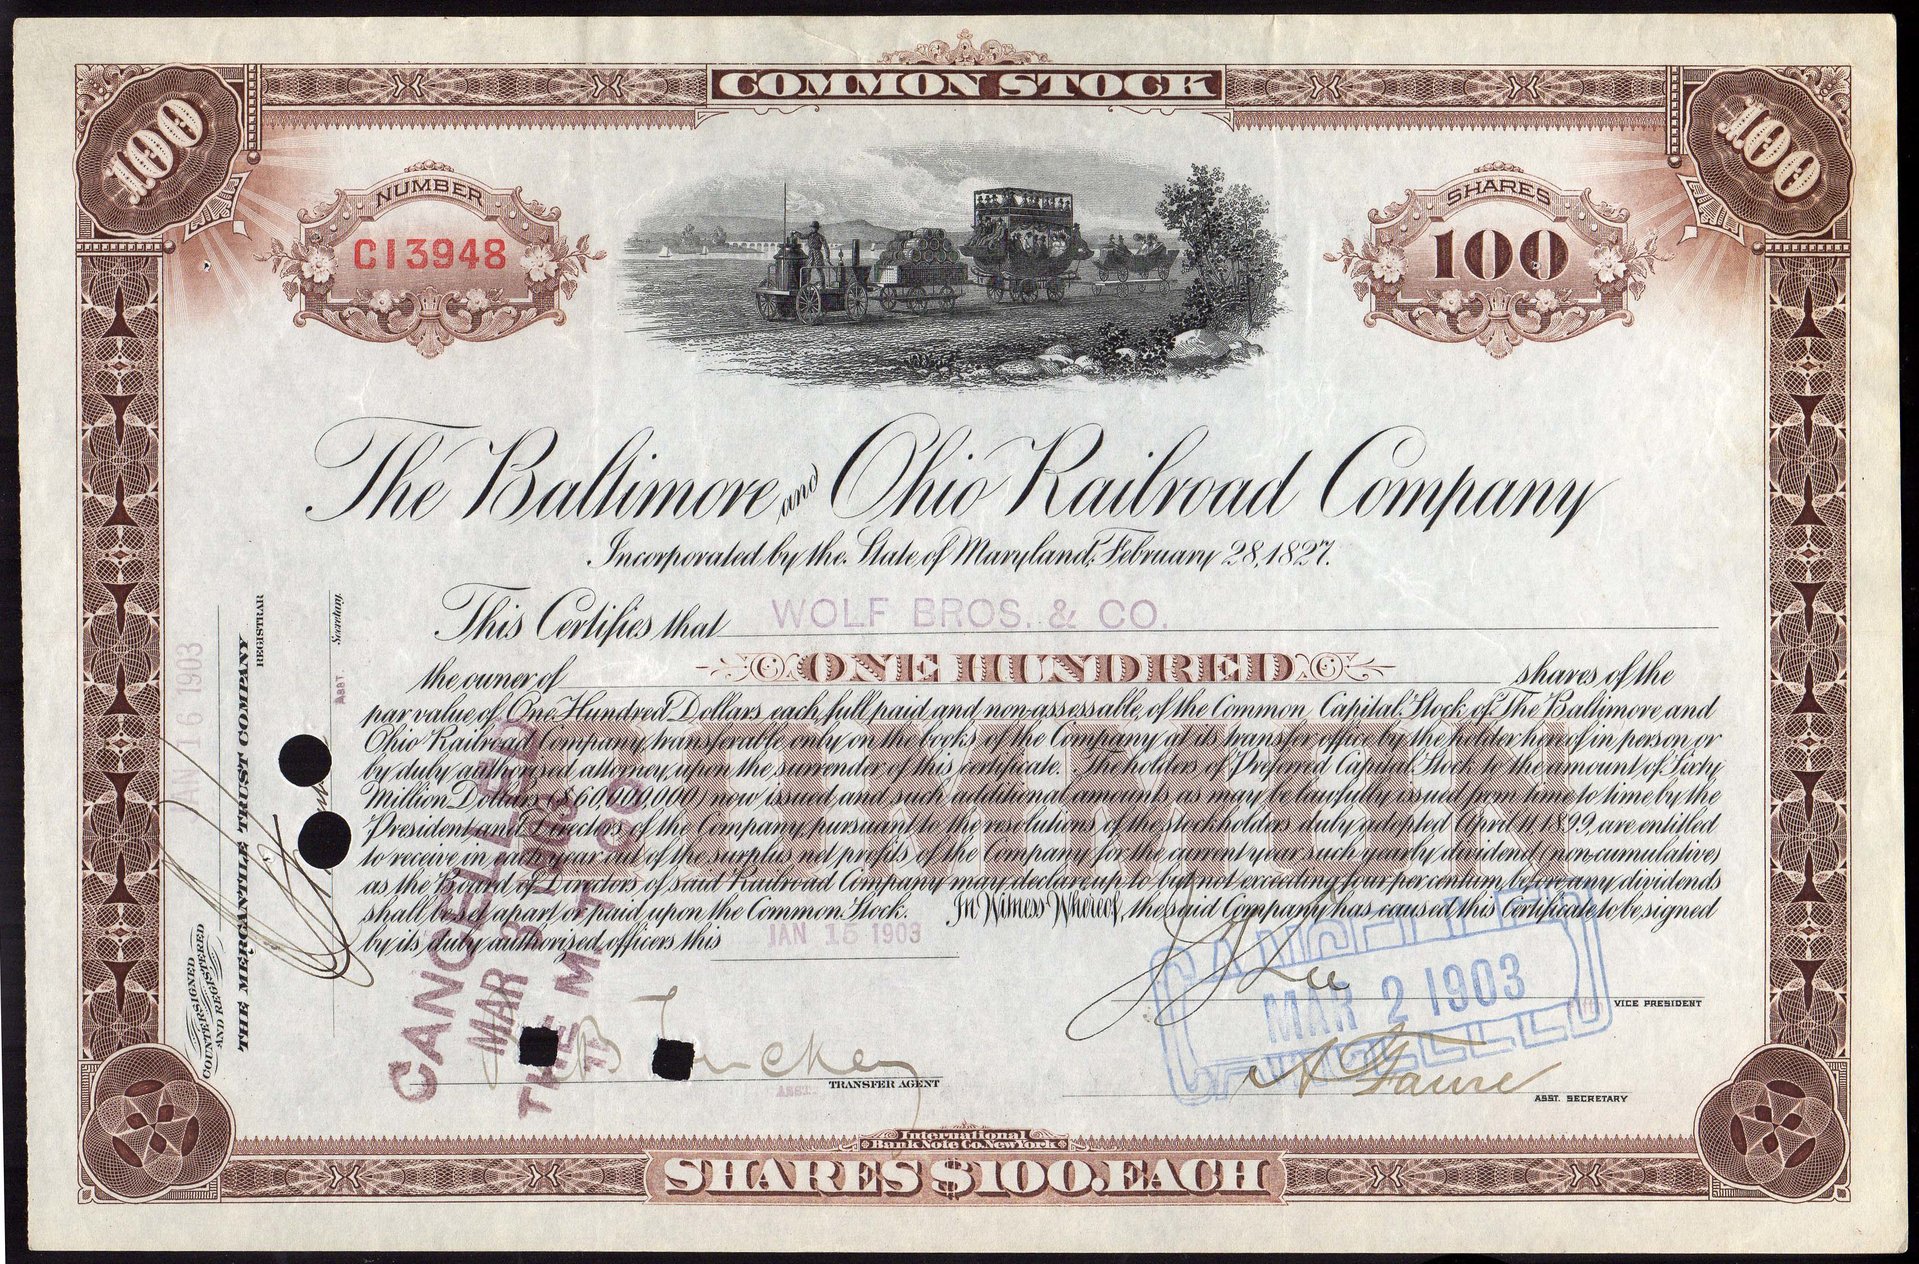 COMMON STOCK
100
100
NUMBER
C13948
SHARES
100
The Baltimore and Ohio Railroad Company
Incorporated by the State of Maryland, February 28, 1827.
This Certifies that WOLF BROS. & CO.
the owner of ONE HUNDRED shares of the
par value of One Hundred Dollars each, full paid and non-assessable, of the Common Capital Stock of The Baltimore and
Ohio Railroad Company, transferable only on the books of the Company at its transfer office by the holder hereof in person or
by duly authorized attorney, upon the surrender of this certificate. The holders of Preferred Capital Stock to the amount of Sixty
Million Dollars ($60,000,000) now issued, and such additional amounts as may be lawfully issued from time to time by the
President and Directors of the Company, pursuant to the resolutions of the stockholders duly adopted April 11, 1899, are entitled
to receive in each year out of the surplus net profits of the Company for the current year such yearly dividend (non-cumulative)
as the Board of Directors of said Railroad Company may declare up to but not exceeding four per centum, before any dividends
shall be set apart or paid upon the Common Stock. In Witness Whereof, the said Company has caused this Certificate to be signed
by its duly authorized officers this JAN 15 1903
VICE PRESIDENT
TRANSFER AGENT
ASST.
A Faure
ASST. SECRETARY
CANCELLED
MAR 2 1903
CANCELLED
MAR
COUNTERSIGNED
AND REGISTERED
JAN 16 1903
THE MERCANTILE TRUST COMPANY
REGISTRAR
ASST. Secretary.
International
Bank Note Co. New York
SHARES $100. EACH